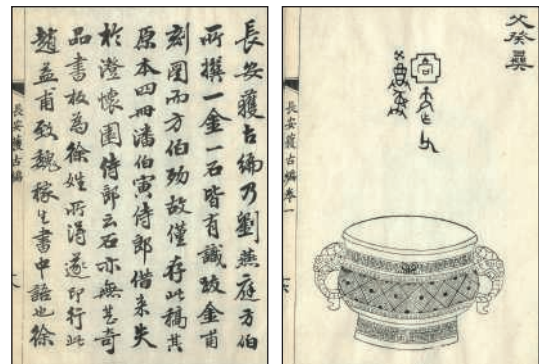 長安獲古編乃劉燕庭方伯
所撰一金一石皆有識跋金甫
刻圖而方伯歿故僅存此稿其
原本四冊潘伯寅侍郎借来失
於澄懷園侍郎云石亦無甚奇
品書板為徐姓所得遂印行此
趙益甫致魏稼生書中語也徐
長安獲古編
父癸彝
長安獲古編卷一